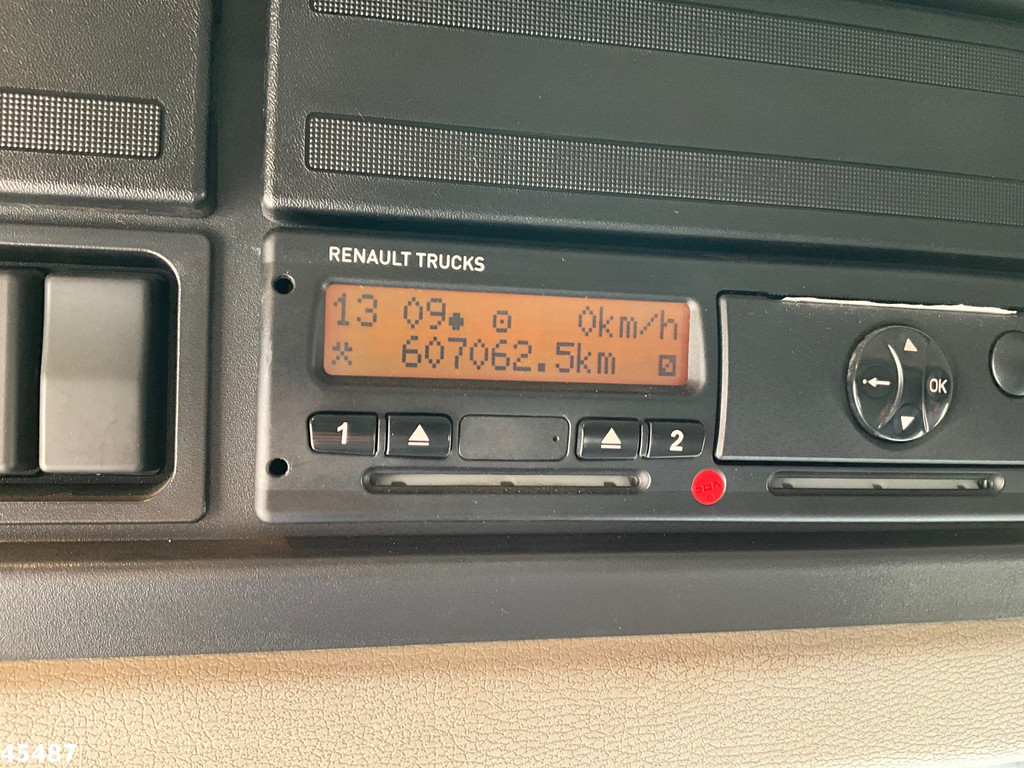 RENAULT TRUCKS
13 09 0km/h
607062.5km
1 2
OK
45487